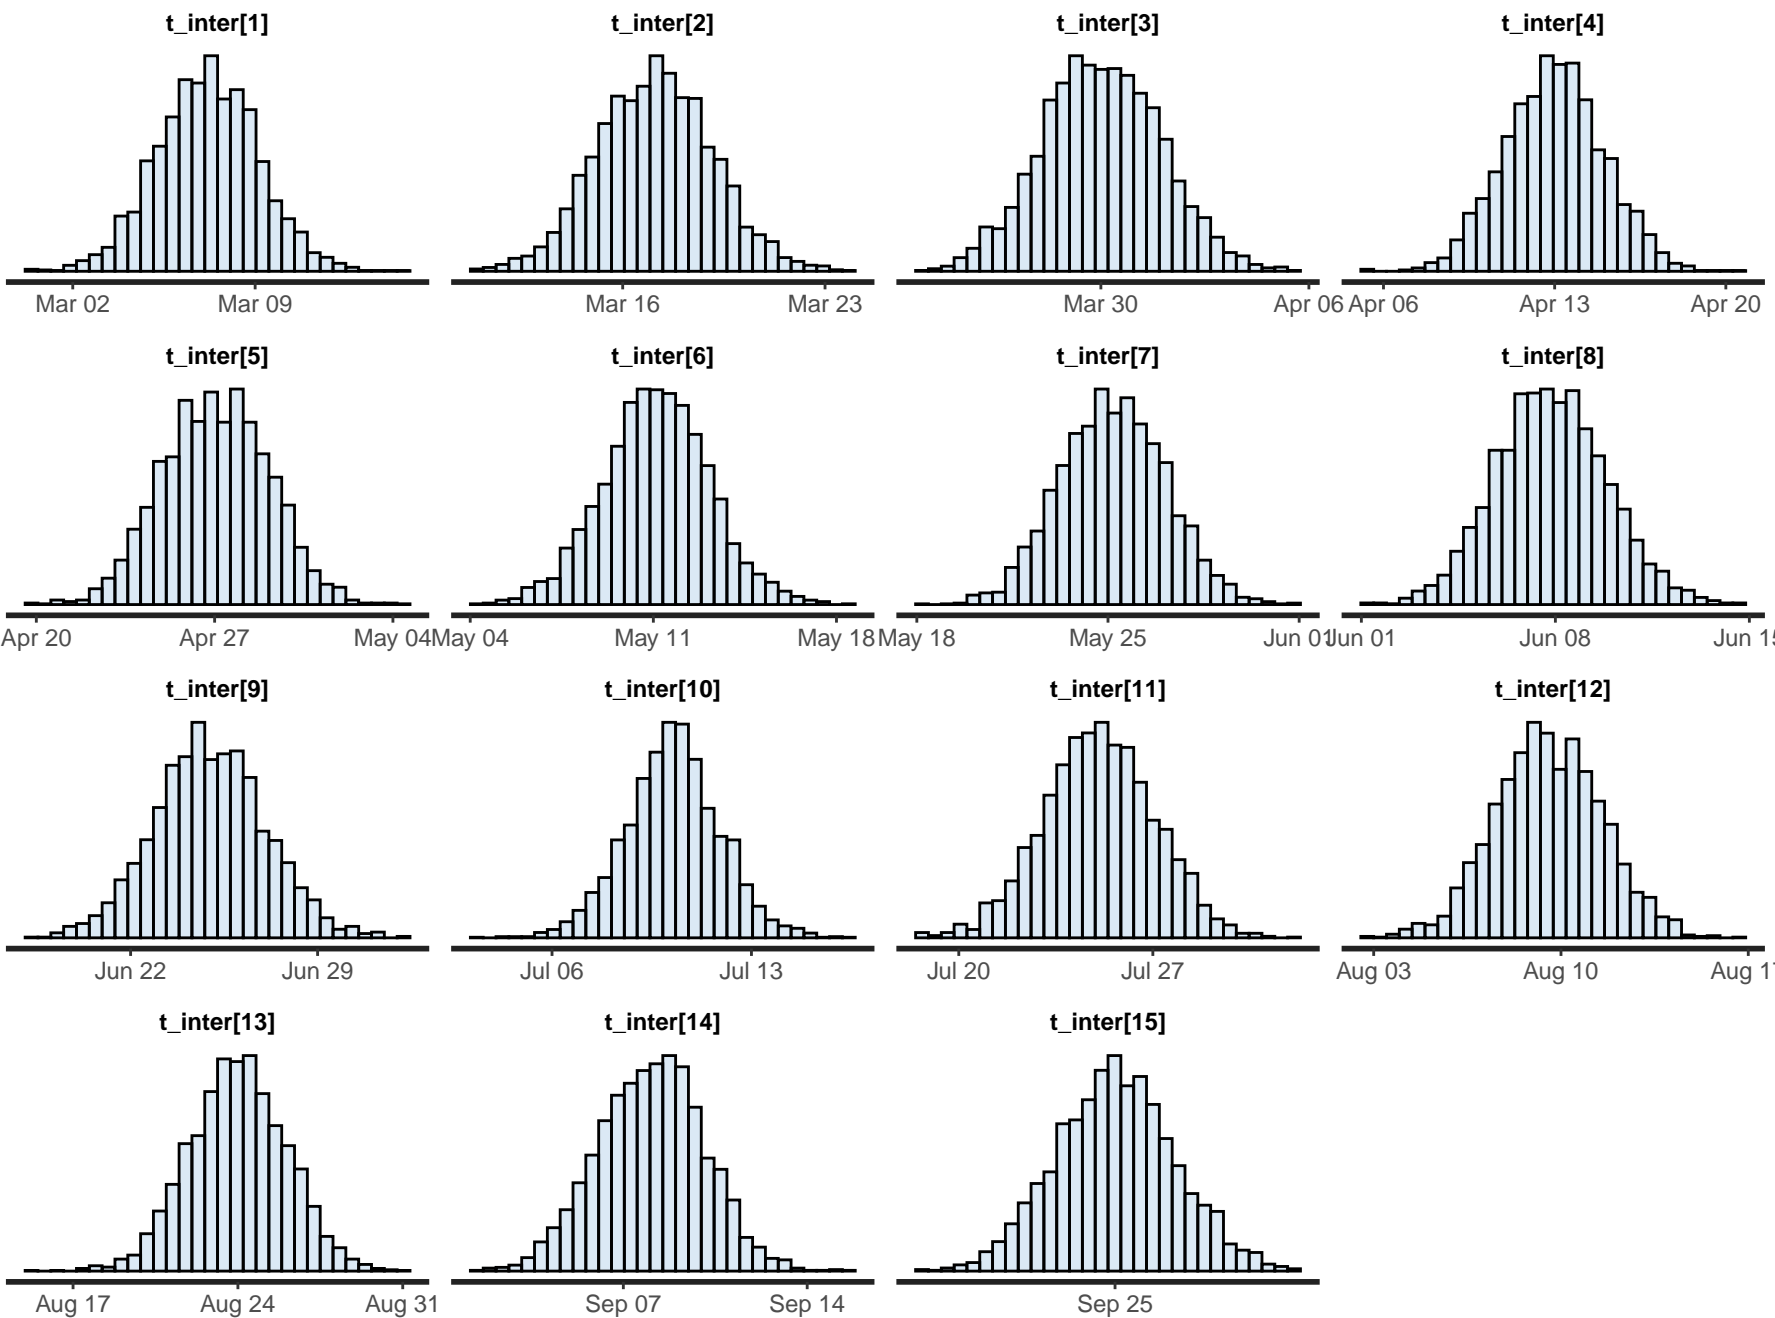 t_inter[1] t_inter[2] t_inter[3] t_inter[4]
Mar 02 Mar 09 Mar 16 Mar 23 Mar 30 Apr 06 Apr 06 Apr 13 Apr 20
t_inter[5] t_inter[6] t_inter[7] t_inter[8]
Apr 20 Apr 27 May 04 May 04 May 11 May 18 May 18 May 25 Jun 01 Jun 01 Jun 08 Jun 15
t_inter[9] t_inter[10] t_inter[11] t_inter[12]
Jun 22 Jun 29 Jul 06 Jul 13 Jul 20 Jul 27 Aug 03 Aug 10 Aug 17
t_inter[13] t_inter[14] t_inter[15]
Aug 17 Aug 24 Aug 31 Sep 07 Sep 14 Sep 25